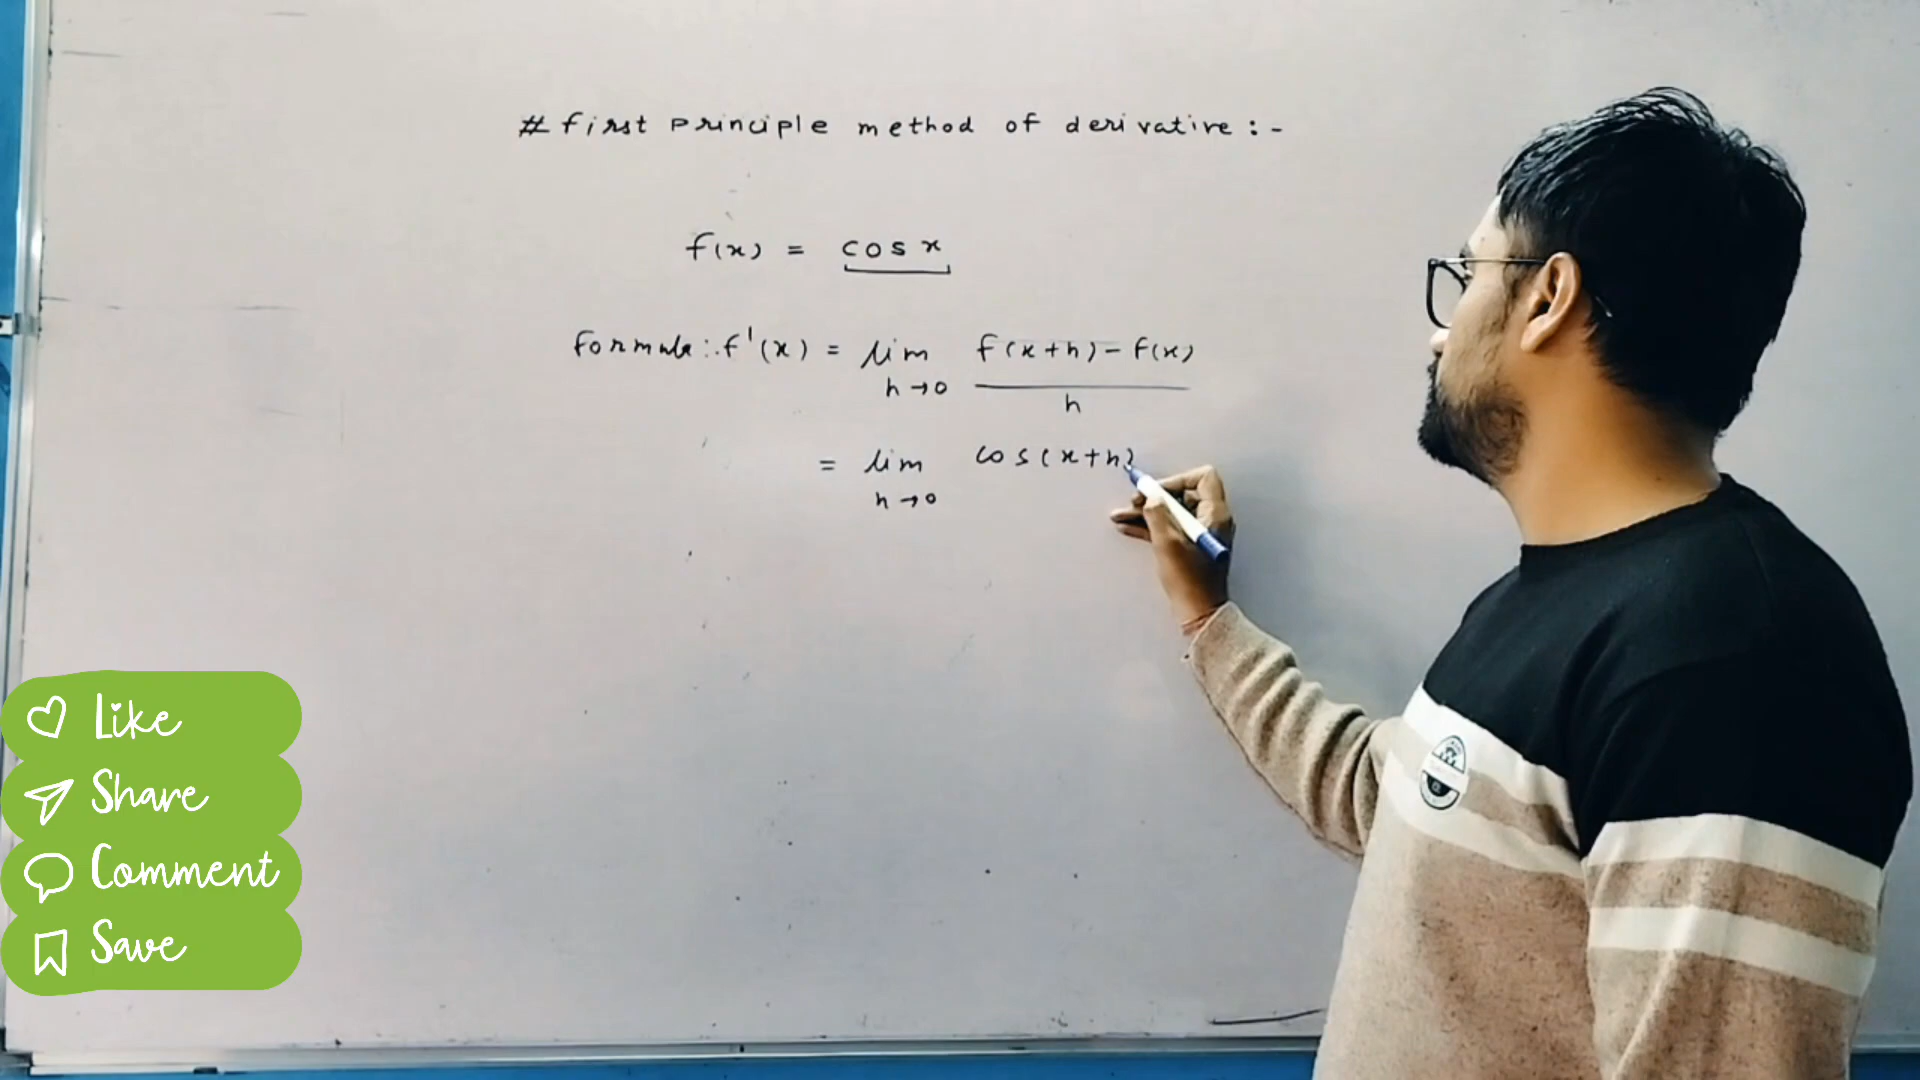 # first principle method of derivative :-
f(x) = cos x
formula :. f'(x) = lim f(x+h) - f(x)
h→0 h
= lim cos(x+h)
h→0
Like
Share
Comment
Save